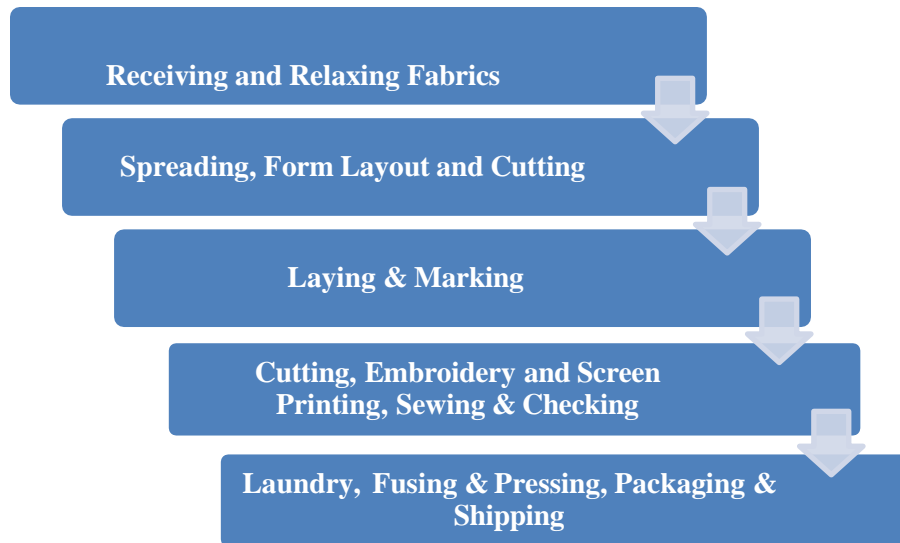 Receiving and Relaxing Fabrics
Spreading, Form Layout and Cutting
Laying & Marking
Cutting, Embroidery and Screen
Printing, Sewing & Checking
Laundry, Fusing & Pressing, Packaging &
Shipping